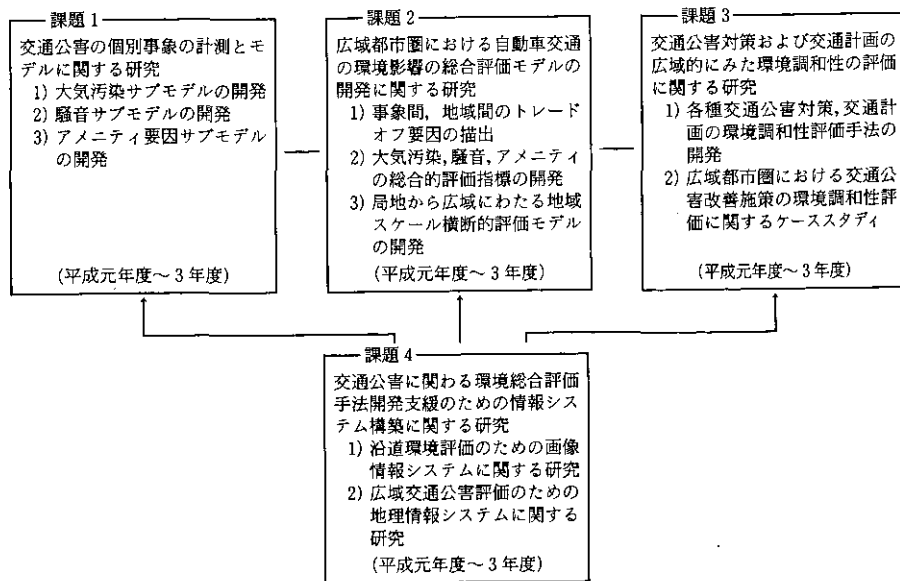 課題1
交通公害の個別事象の計測とモ
デルに関する研究
1) 大気汚染サブモデルの開発
2) 騒音サブモデルの開発
3) アメニティ要因サブモデル
の開発
(平成元年度～3年度)
課題2
広域都市圏における自動車交通
の環境影響の総合評価モデルの
開発に関する研究
1) 事象間，地域間のトレード
オフ要因の描出
2) 大気汚染，騒音，アメニティ
の総合的評価指標の開発
3) 局地から広域にわたる地域
スケール横断的評価モデル
の開発
(平成元年度～3年度)
課題3
交通公害対策および交通計画の
広域的にみた環境調和性の評価
に関する研究
1) 各種交通公害対策，交通計
画の環境調和性評価手法の
開発
2) 広域都市圏における交通公
害改善施策の環境調和性評
価に関するケーススタディ
(平成元年度～3年度)
課題4
交通公害に関わる環境総合評価
手法開発支援のための情報シス
テム構築に関する研究
1) 沿道環境評価のための画像
情報システムに関する研究
2) 広域交通公害評価のための
地理情報システムに関する
研究
(平成元年度～3年度)